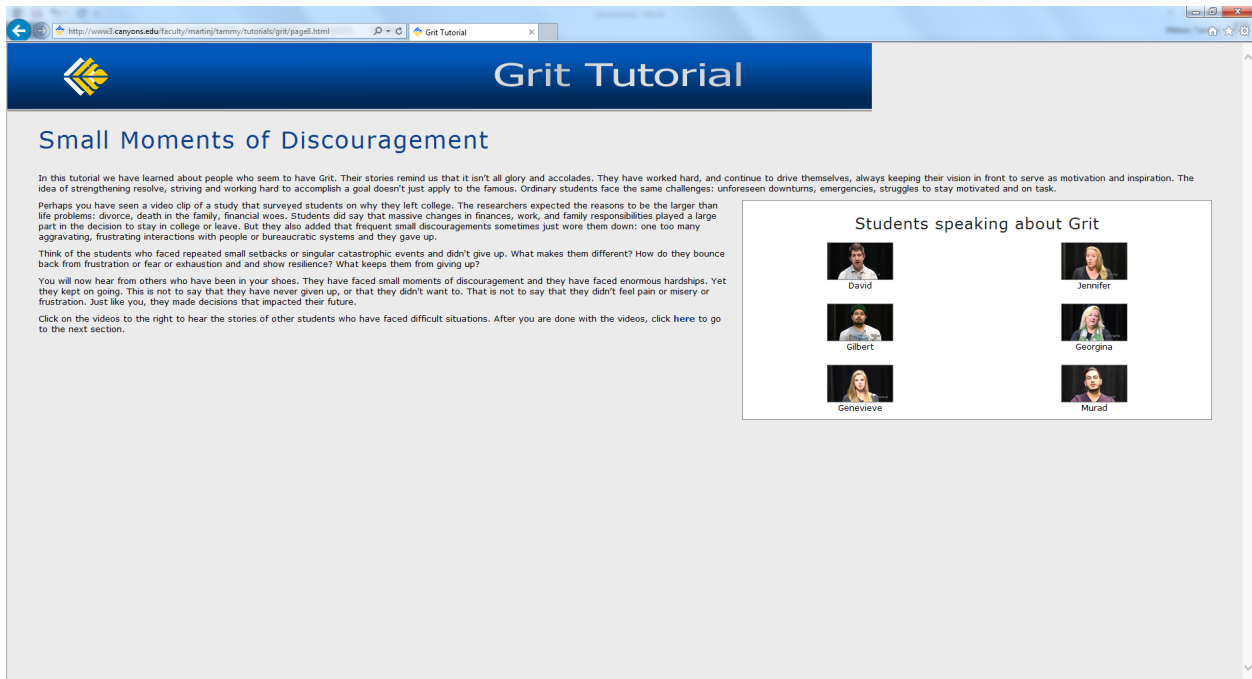 http://www3.canyons.edu/faculty/martinj/tammy/tutorials/grit/page8.html
Grit Tutorial
Grit Tutorial
Small Moments of Discouragement
In this tutorial we have learned about people who seem to have Grit. Their stories remind us that it isn't all glory and accolades. They have worked hard, and continue to drive themselves, always keeping their vision in front to serve as motivation and inspiration. The
idea of strengthening resolve, striving and working hard to accomplish a goal doesn't just apply to the famous. Ordinary students face the same challenges: unforeseen downturns, emergencies, struggles to stay motivated and on task.
Perhaps you have seen a video clip of a study that surveyed students on why they left college. The researchers expected the reasons to be the larger than
life problems: divorce, death in the family, financial woes. Students did say that massive changes in finances, work, and family responsibilities played a large
part in the decision to stay in college or leave. But they also added that frequent small discouragements sometimes just wore them down: one too many
aggravating, frustrating interactions with people or bureaucratic systems and they gave up.
Think of the students who faced repeated small setbacks or singular catastrophic events and didn't give up. What makes them different? How do they bounce
back from frustration or fear or exhaustion and and show resilience? What keeps them from giving up?
You will now hear from others who have been in your shoes. They have faced small moments of discouragement and they have faced enormous hardships. Yet
they kept on going. This is not to say that they have never given up, or that they didn't want to. That is not to say that they didn't feel pain or misery or
frustration. Just like you, they made decisions that impacted their future.
Click on the videos to the right to hear the stories of other students who have faced difficult situations. After you are done with the videos, click here to go
to the next section.
Students speaking about Grit
David
Jennifer
Gilbert
Georgina
Genevieve
Murad